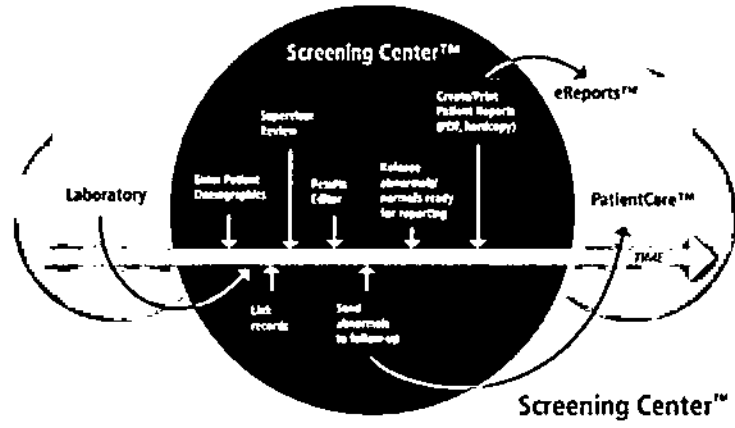 Screening Center™
eReports™
Create/Print
Patient Reports
(PDF, hardcopy)
Supervisor
Review
Laboratory
Enter Patient
Demographics
Results
Editor
Release
abnormals/
normals ready
for reporting
PatientCare™
TIME
Link
records
Send
abnormals
to follow-up
Screening Center™